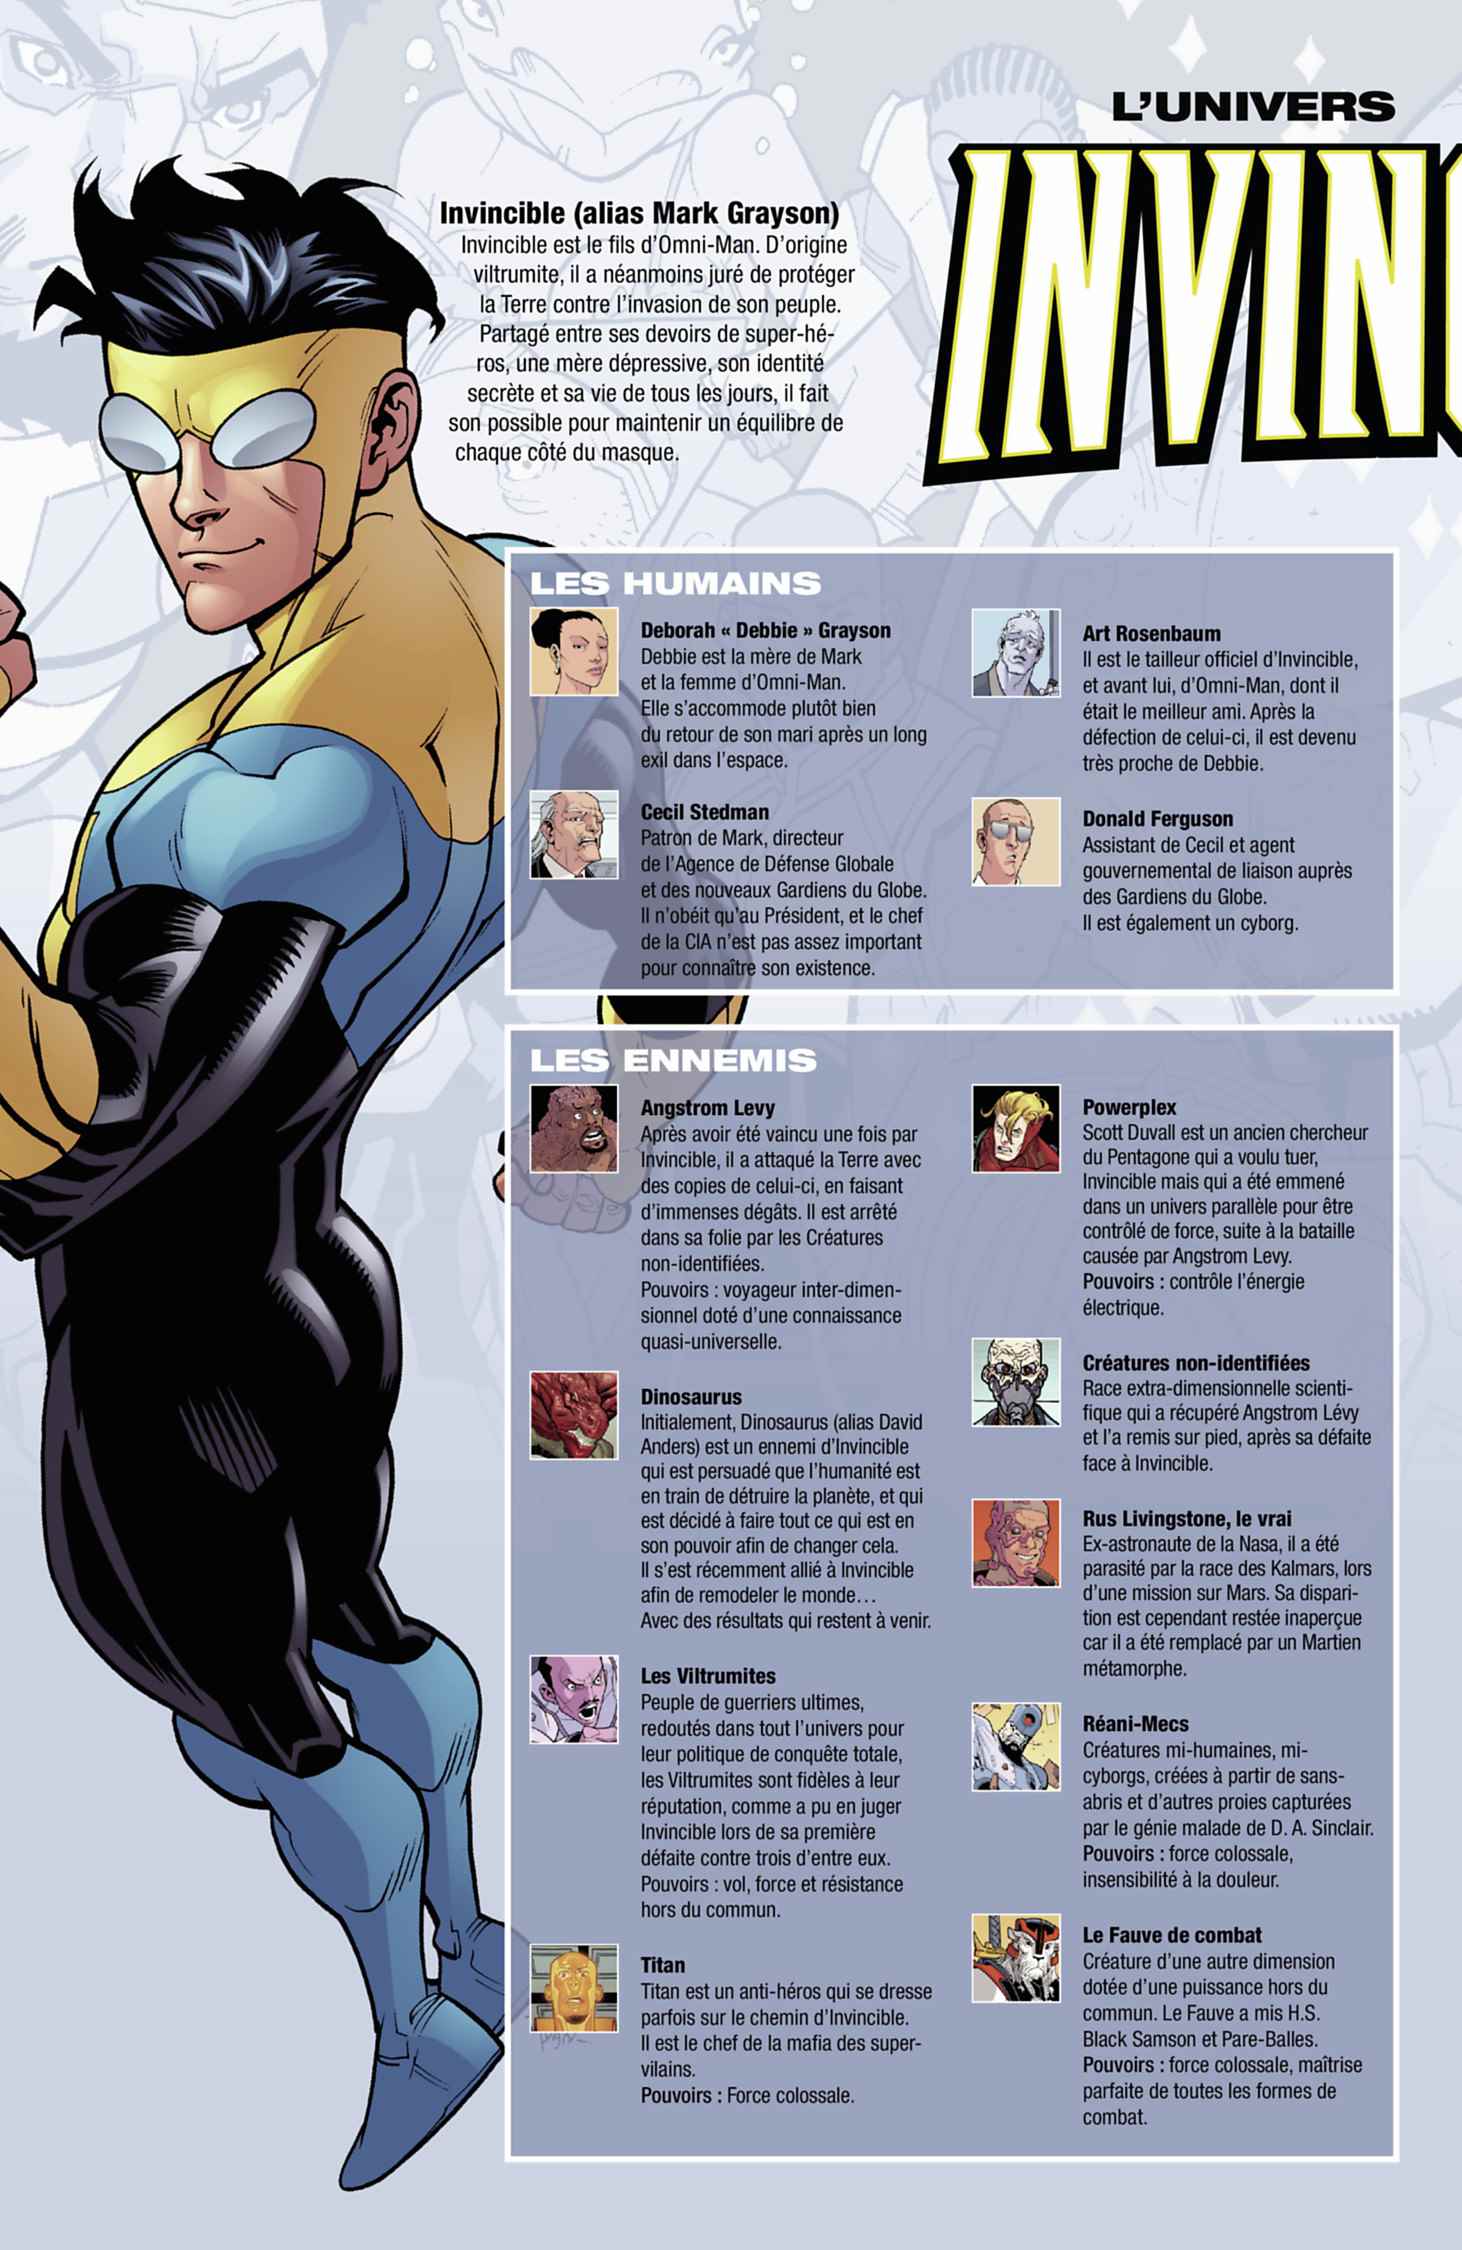 L'UNIVERS
INVINC
Invincible (alias Mark Grayson)
Invincible est le fils d'Omni-Man. D'origine
viltrumite, il a néanmoins juré de protéger
la Terre contre l'invasion de son peuple.
Partagé entre ses devoirs de super-hé-
ros, une mère dépressive, son identité
secrète et sa vie de tous les jours, il fait
son possible pour maintenir un équilibre de
chaque côté du masque.
LES HUMAINS
Deborah « Debbie » Grayson
Debbie est la mère de Mark
et la femme d'Omni-Man.
Elle s'accommode plutôt bien
du retour de son mari après un long
exil dans l'espace.
Cecil Stedman
Patron de Mark, directeur
de l'Agence de Défense Globale
et des nouveaux Gardiens du Globe.
Il n'obéit qu'au Président, et le chef
de la CIA n'est pas assez important
pour connaître son existence.
Art Rosenbaum
Il est le tailleur officiel d'Invincible,
et avant lui, d'Omni-Man, dont il
était le meilleur ami. Après la
défection de celui-ci, il est devenu
très proche de Debbie.
Donald Ferguson
Assistant de Cecil et agent
gouvernemental de liaison auprès
des Gardiens du Globe.
Il est également un cyborg.
LES ENNEMIS
Angstrom Levy
Après avoir été vaincu une fois par
Invincible, il a attaqué la Terre avec
des copies de celui-ci, en faisant
d'immenses dégâts. Il est arrêté
dans sa folie par les Créatures
non-identifiées.
Pouvoirs : voyageur inter-dimen-
sionnel doté d'une connaissance
quasi-universelle.
Dinosaurus
Initialement, Dinosaurus (alias David
Anders) est un ennemi d'Invincible
qui est persuadé que l'humanité est
en train de détruire la planète, et qui
est décidé à faire tout ce qui est en
son pouvoir afin de changer cela.
Il s'est récemment allié à Invincible
afin de remodeler le monde…
Avec des résultats qui restent à venir.
Les Viltrumites
Peuple de guerriers ultimes,
redoutés dans tout l'univers pour
leur politique de conquête totale,
les Viltrumites sont fidèles à leur
réputation, comme a pu en juger
Invincible lors de sa première
défaite contre trois d'entre eux.
Pouvoirs : vol, force et résistance
hors du commun.
Titan
Titan est un anti-héros qui se dresse
parfois sur le chemin d'Invincible.
Il est le chef de la mafia des super-
vilains.
Pouvoirs : Force colossale.
Powerplex
Scott Duvall est un ancien chercheur
du Pentagone qui a voulu tuer,
Invincible mais qui a été emmené
dans un univers parallèle pour être
contrôlé de force, suite à la bataille
causée par Angstrom Levy.
Pouvoirs : contrôle l'énergie
électrique.
Créatures non-identifiées
Race extra-dimensionnelle scienti-
fique qui a récupéré Angstrom Lévy
et l'a remis sur pied, après sa défaite
face à Invincible.
Rus Livingstone, le vrai
Ex-astronaute de la Nasa, il a été
parasité par la race des Kalmars, lors
d'une mission sur Mars. Sa dispari-
tion est cependant restée inaperçue
car il a été remplacé par un Martien
métamorphe.
Réani-Mecs
Créatures mi-humaines, mi-
cyborgs, créées à partir de sans-
abris et d'autres proies capturées
par le génie malade de D. A. Sinclair.
Pouvoirs : force colossale,
insensibilité à la douleur.
Le Fauve de combat
Créature d'une autre dimension
dotée d'une puissance hors du
commun. Le Fauve a mis H.S.
Black Samson et Pare-Balles.
Pouvoirs : force colossale, maîtrise
parfaite de toutes les formes de
combat.